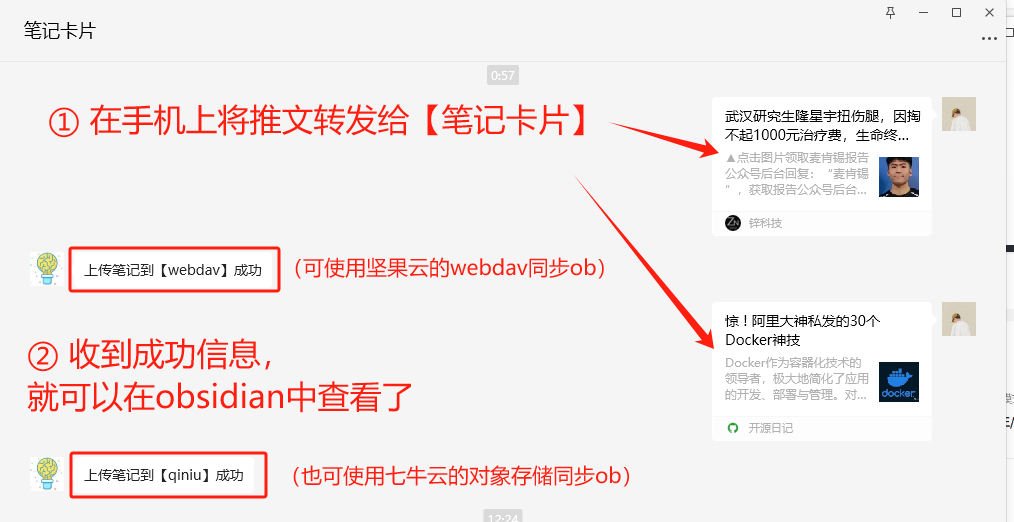 笔记卡片
0:57
① 在手机上将推文转发给【笔记卡片】
武汉研究生隆星宇扭伤腿，因掏
不起1000元治疗费，生命终...
▲点击图片领取麦肯锡报告
公众号后台回复：“麦肯锡
”，获取报告公众号后台...
ZN 锌科技
上传笔记到【webdav】成功
（可使用坚果云的webdav同步ob）
惊！阿里大神私发的30个
Docker神技
Docker作为容器化技术的
领导者，极大地简化了应用
的开发、部署与管理。对...
docker
开源日记
② 收到成功信息，
就可以在obsidian中查看了
上传笔记到【qiniu】成功
（也可使用七牛云的对象存储同步ob）
12:24